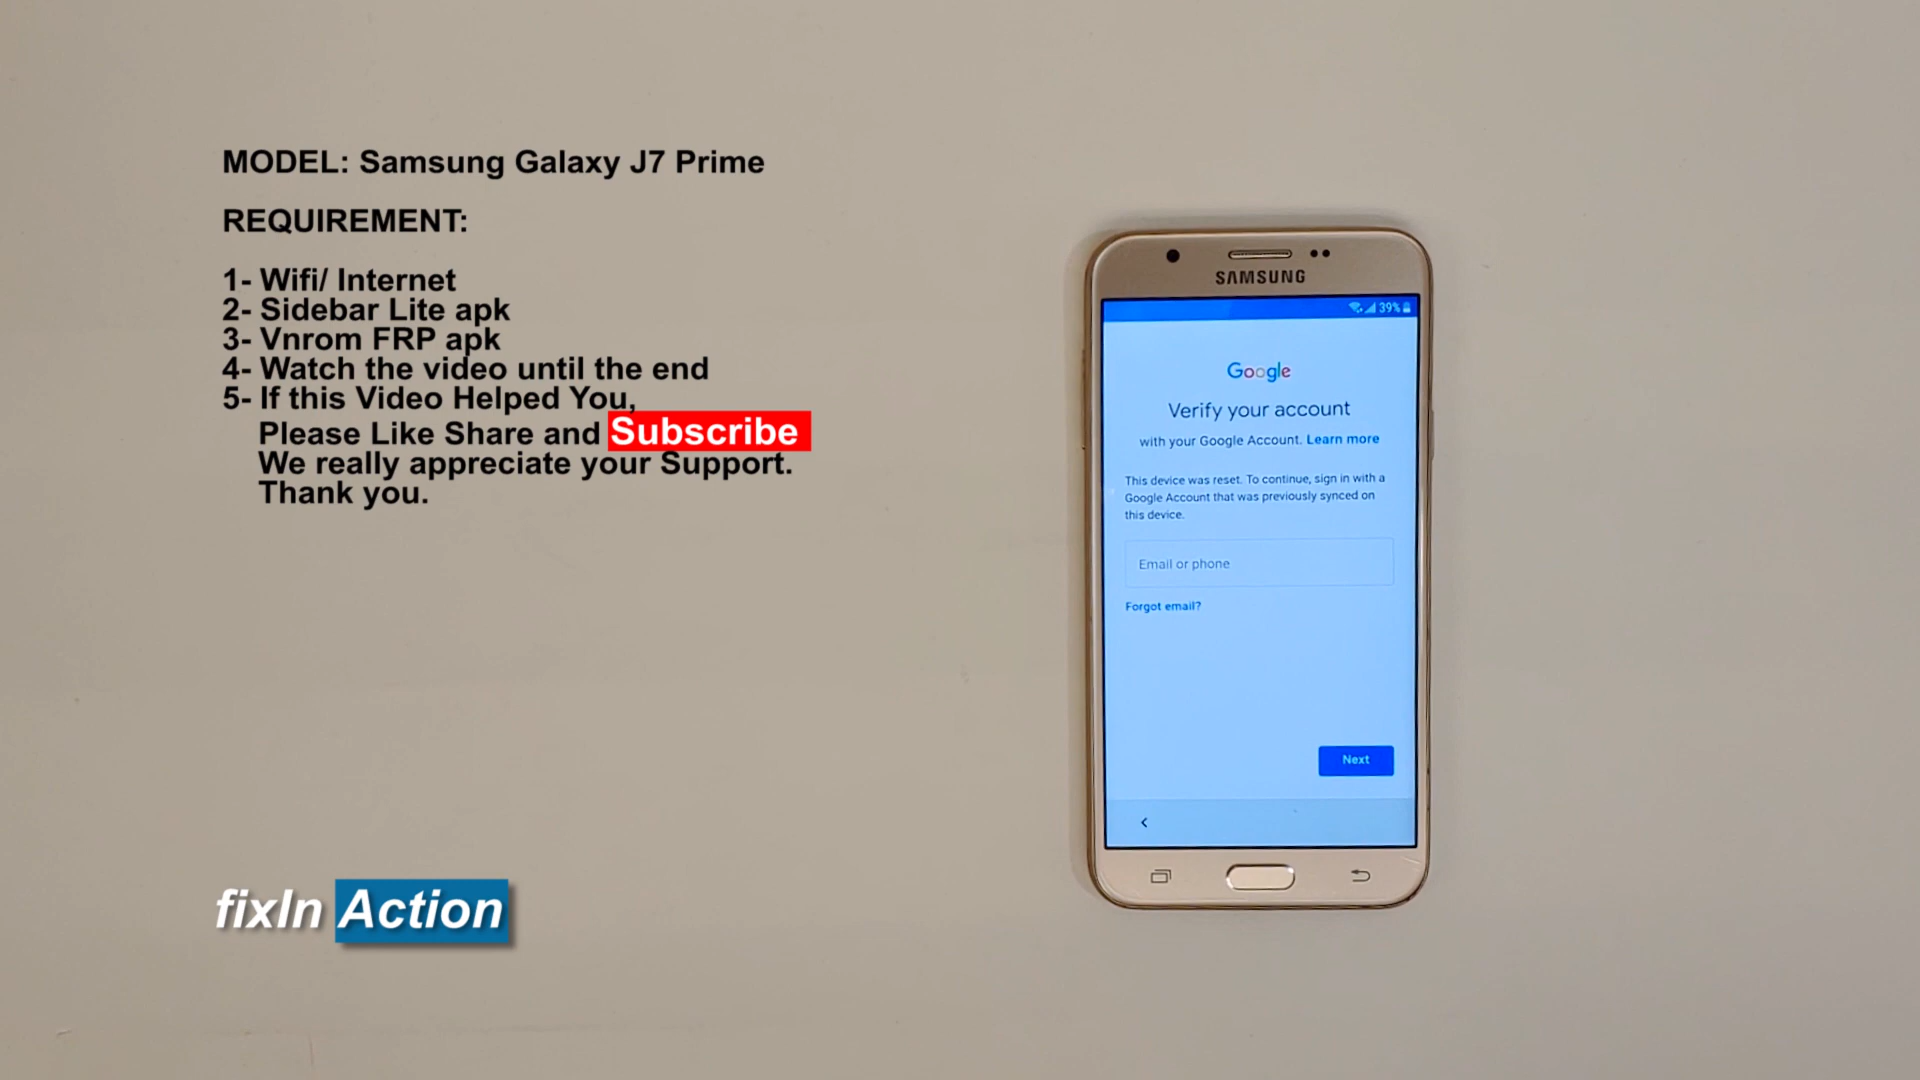 MODEL: Samsung Galaxy J7 Prime
REQUIREMENT:
1- Wifi/ Internet
2- Sidebar Lite apk
3- Vnrom FRP apk
4- Watch the video until the end
5- If this Video Helped You,
Please Like Share and Subscribe
We really appreciate your Support.
Thank you.
fixIn Action
SAMSUNG
39%
Google
Verify your account
with your Google Account. Learn more
This device was reset. To continue, sign in with a
Google Account that was previously synced on
this device.
Email or phone
Forgot email?
Next